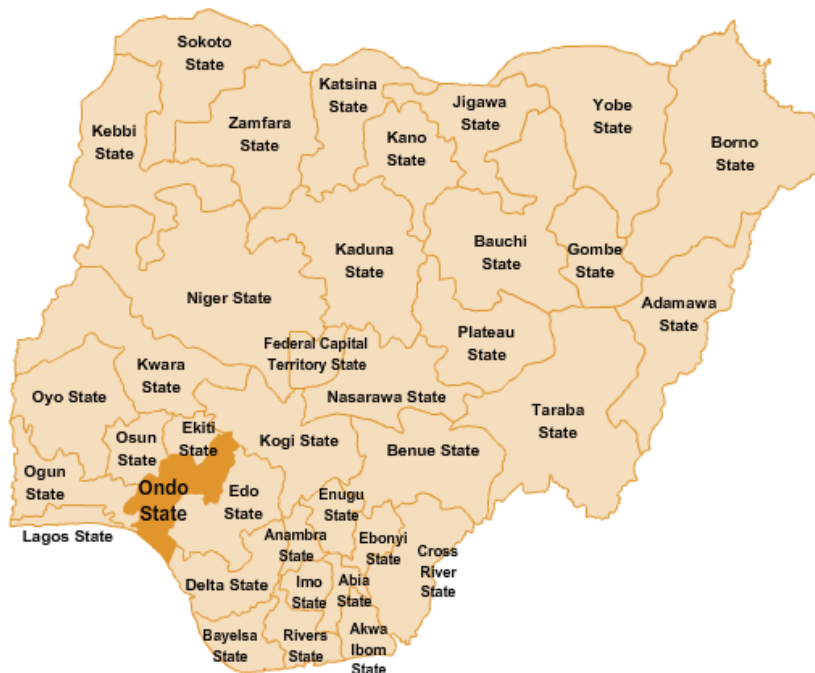 Sokoto
State
Katsina
State
Jigawa
State
Yobe
State
Kebbi
State
Zamfara
State
Kano
State
Borno
State
Kaduna
State
Bauchi
State
Gombe
State
Niger State
Adamawa
State
Federal Capital
Territory State
Plateau
State
Kwara
State
Oyo State
Nasarawa State
Taraba
State
Ekiti
State
Osun
State
Kogi State
Benue State
Ogun
State
Ondo
State
Edo
State
Enugu
State
Lagos State
Anambra
State
Ebonyi
State
Cross
River
State
Delta State
Imo
State
Abia
State
Bayelsa
State
Rivers
State
Akwa
Ibom
State